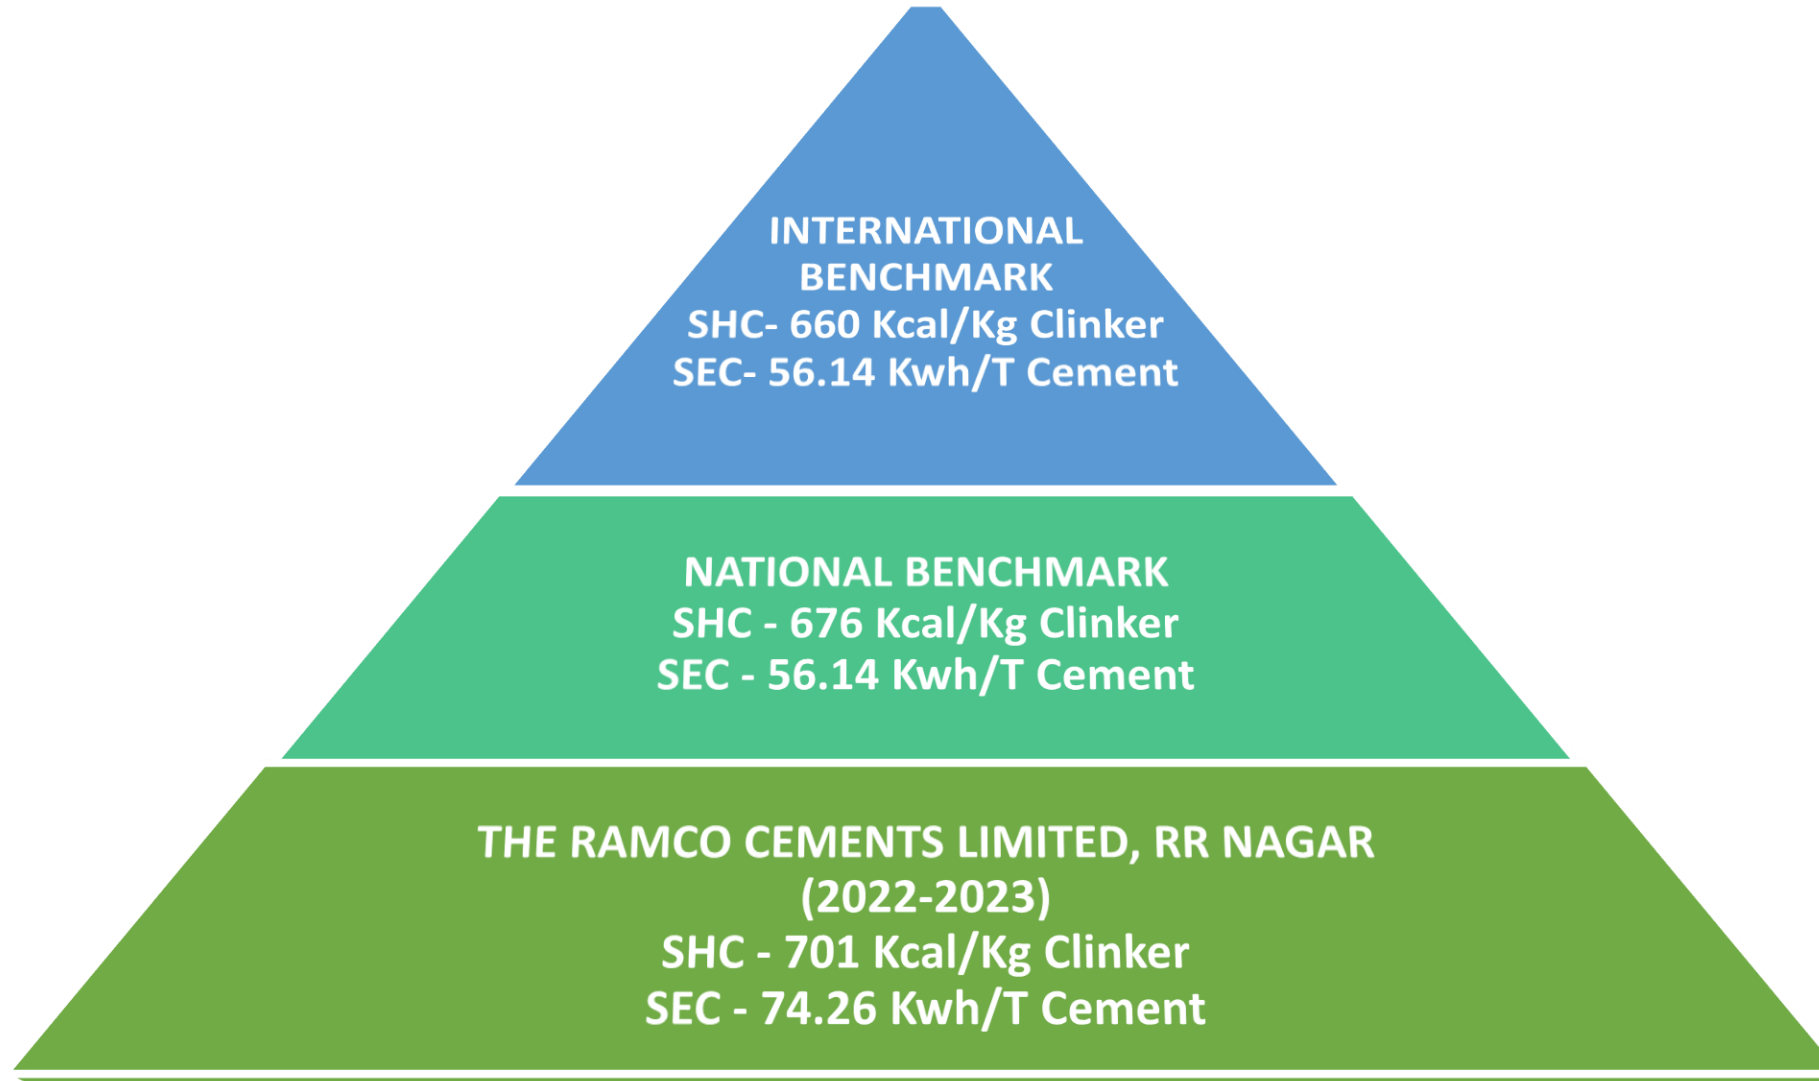 INTERNATIONAL
BENCHMARK
SHC- 660 Kcal/Kg Clinker
SEC- 56.14 Kwh/T Cement
NATIONAL BENCHMARK
SHC - 676 Kcal/Kg Clinker
SEC - 56.14 Kwh/T Cement
THE RAMCO CEMENTS LIMITED, RR NAGAR
(2022-2023)
SHC - 701 Kcal/Kg Clinker
SEC - 74.26 Kwh/T Cement